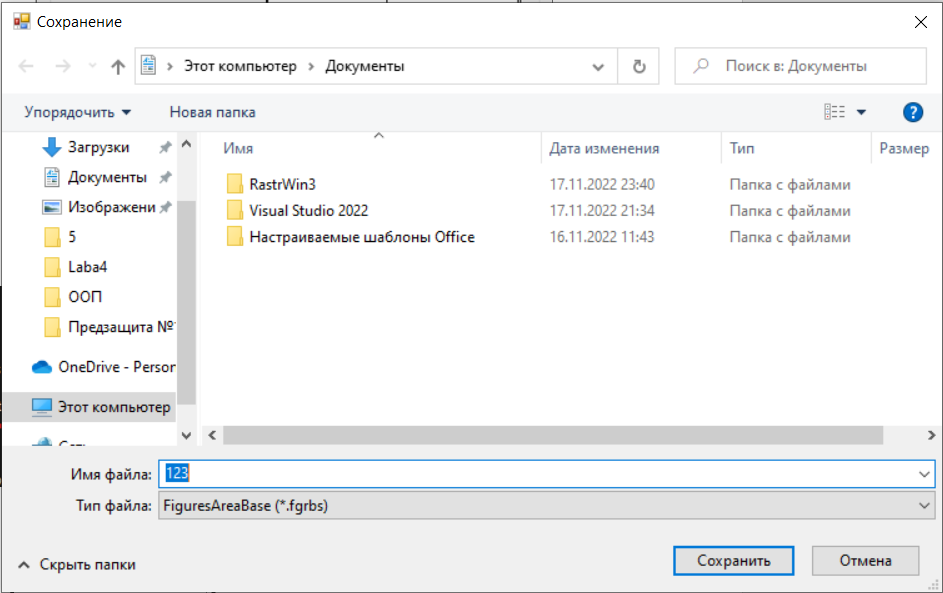 Сохранение
Этот компьютер › Документы
Поиск в: Документы
Упорядочить
Новая папка
?
Загрузки
Документы
Изображени
5
Laba4
ООП
Предзащита №
OneDrive - Person
Этот компьютер
Имя Дата изменения Тип Размер
RastrWin3 17.11.2022 23:40 Папка с файлами
Visual Studio 2022 17.11.2022 21:34 Папка с файлами
Настраиваемые шаблоны Office 16.11.2022 11:43 Папка с файлами
Имя файла: 123
Тип файла: FiguresAreaBase (*.fgrbs)
Скрыть папки
Сохранить
Отмена